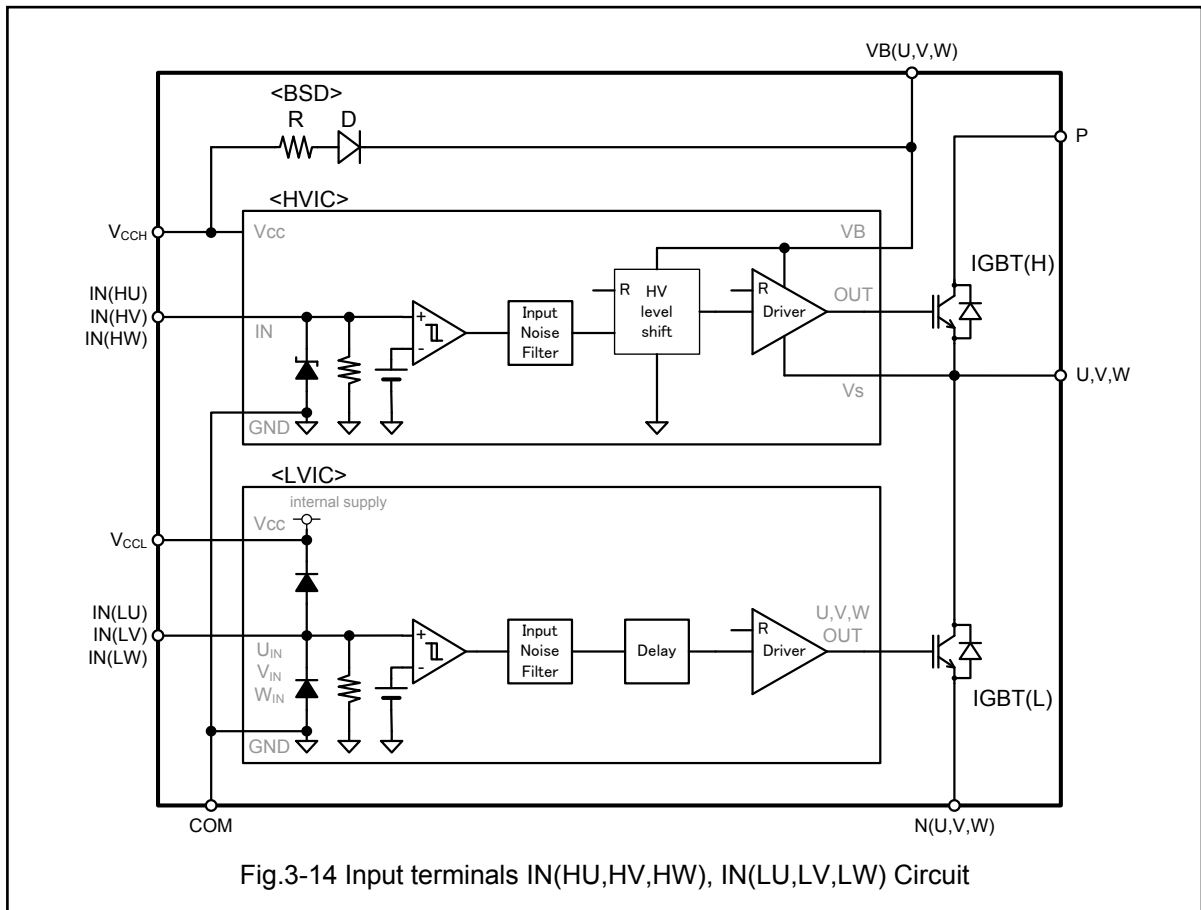 VB(U,V,W)
<BSD>
R D
P
<HVIC>
VCCH
Vcc
VB
IGBT(H)
IN(HU)
IN(HV)
IN(HW)
IN
+
-
Input
Noise
Filter
R
HV
level
shift
R
Driver
OUT
U,V,W
Vs
GND
<LVIC>
internal supply
Vcc
VCCL
IN(LU)
IN(LV)
IN(LW)
UIN
VIN
WIN
+
-
Input
Noise
Filter
Delay
R
Driver
U,V,W
OUT
IGBT(L)
GND
COM
N(U,V,W)
Fig.3-14 Input terminals IN(HU,HV,HW), IN(LU,LV,LW) Circuit